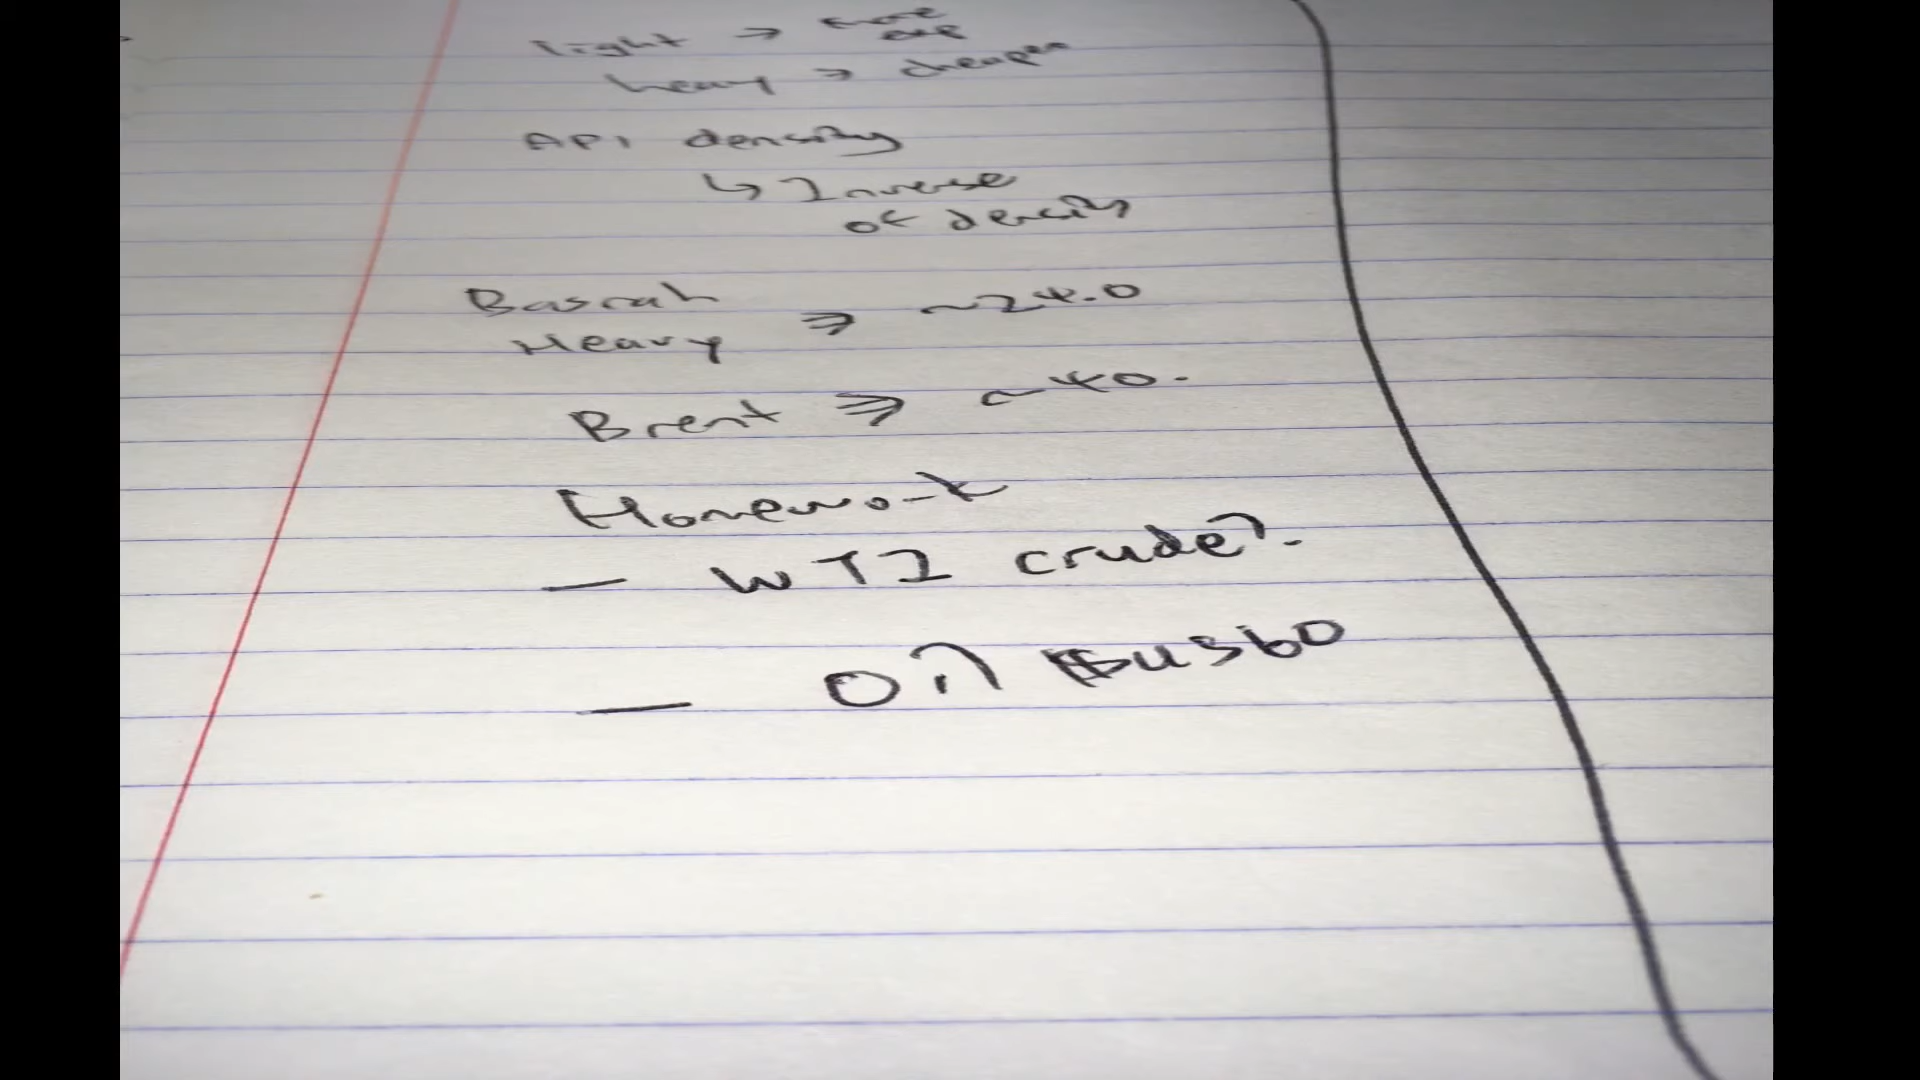 light → more
exp
heavy → cheaper
API density
↳ Inverse
of density
Basrah
Heavy ⇒ ~24.0
Brent ⇒ ~40.
Homework
— WTI crude?.
— Oil